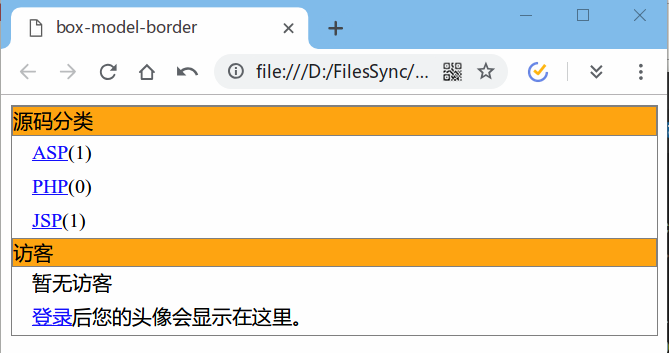 box-model-border
file:///D:/FilesSync/...
源码分类
ASP(1)
PHP(0)
JSP(1)
访客
暂无访客
登录后您的头像会显示在这里。